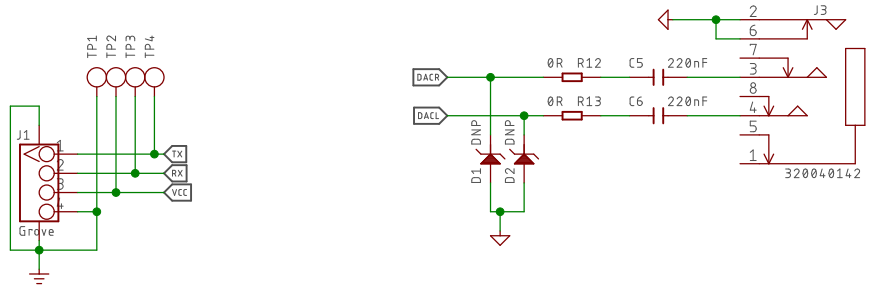 TP1
TP2
TP3
TP4
J1
1
2
3
4
TX
RX
VCC
Grove
DACR
DACL
0R R12
0R R13
C5 220nF
C6 220nF
DNP
DNP
D1
D2
J3
2
6
7
3
8
4
5
1
320040142